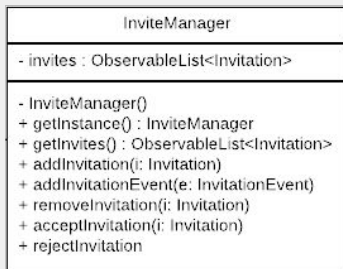 InviteManager
- invites : ObservableList<Invitation>
- InviteManager()
+ getInstance() : InviteManager
+ getInvites() : ObservableList<Invitation>
+ addInvitation(i: Invitation)
+ addInvitationEvent(e: InvitationEvent)
+ removeInvitation(i: Invitation)
+ acceptInvitation(i: Invitation)
+ rejectInvitation